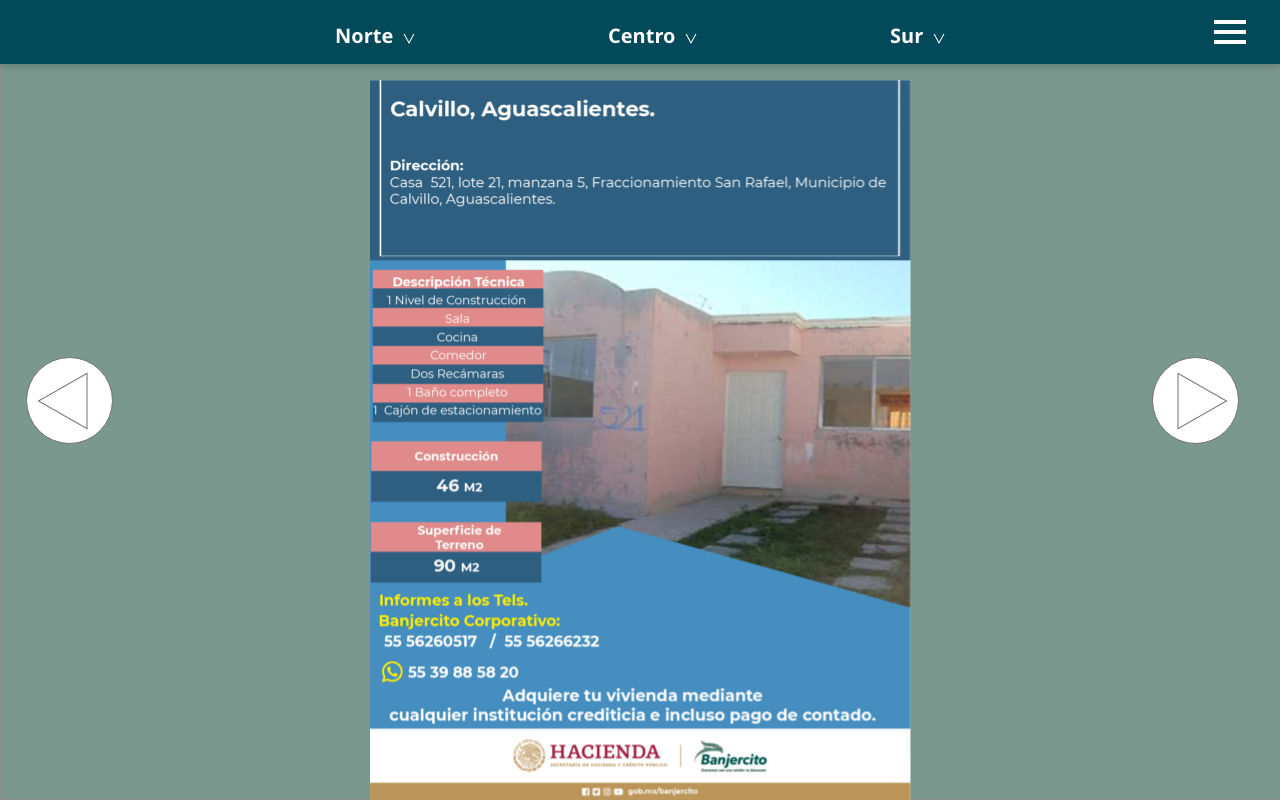 Norte
Centro
Sur
Calvillo, Aguascalientes.
Dirección:
Casa 521, lote 21, manzana 5, Fraccionamiento San Rafael, Municipio de
Calvillo, Aguascalientes.
Descripción Técnica
1 Nivel de Construcción
Sala
Cocina
Comedor
Dos Recámaras
1 Baño completo
1 Cajón de estacionamiento
521
Construcción
46 M2
Superficie de
Terreno
90 M2
Informes a los Tels.
Banjercito Corporativo:
55 56260517 / 55 56266232
55 39 88 58 20
Adquiere tu vivienda mediante
cualquier institución crediticia e incluso pago de contado.
HACIENDA
SECRETARÍA DE HACIENDA Y CRÉDITO PÚBLICO
Banjercito
gob.mx/banjercito